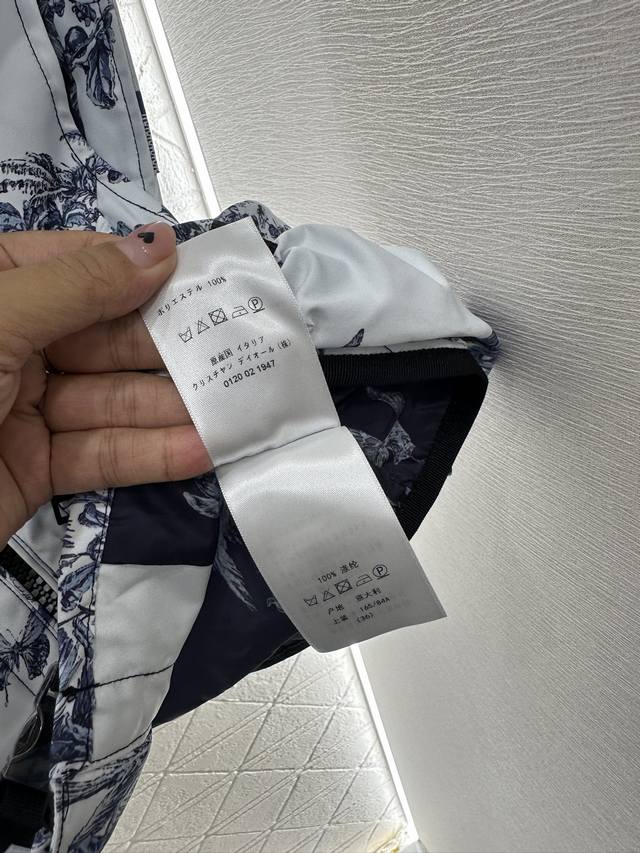 ポリエステル 100%
原産国 イタリア
クリスチャン ディオール (株)
0120 02 1947
100% 涤纶
产地 意大利
上装 165/84A
(36)